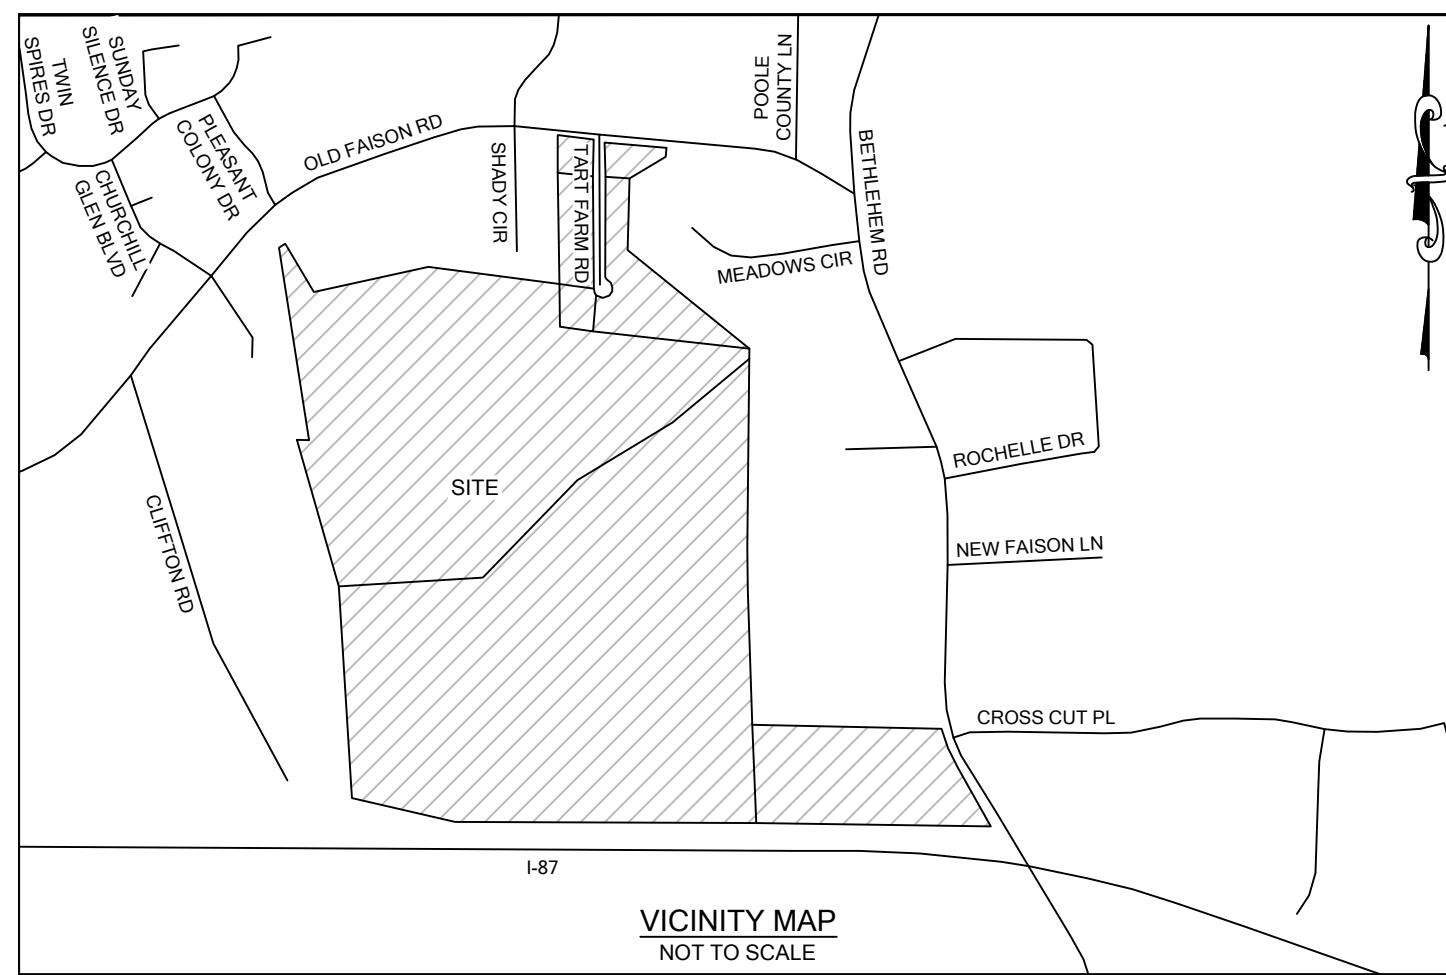 TWIN
SPIRES DR
SUNDAY
SILENCE DR
PLEASANT
COLONY DR
CHURCHILL
GLEN BLVD
OLD FAISON RD
SHADY CIR
TART FARM RD
POOLE
COUNTY LN
BETHLEHEM RD
MEADOWS CIR
ROCHELLE DR
NEW FAISON LN
CLIFFTON RD
SITE
CROSS CUT PL
I-87
VICINITY MAP
NOT TO SCALE